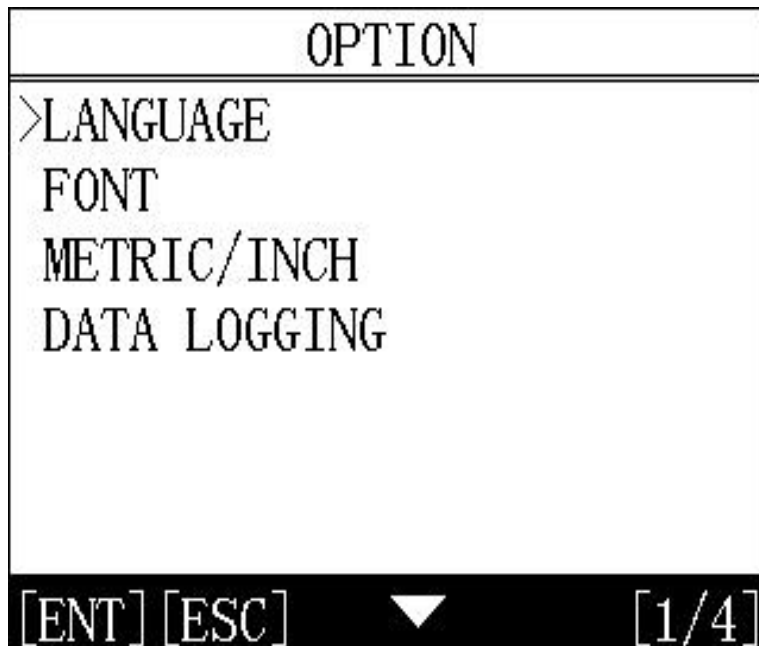 OPTION
>LANGUAGE
FONT
METRIC/INCH
DATA LOGGING
[ENT] [ESC] ▼ [1/4]